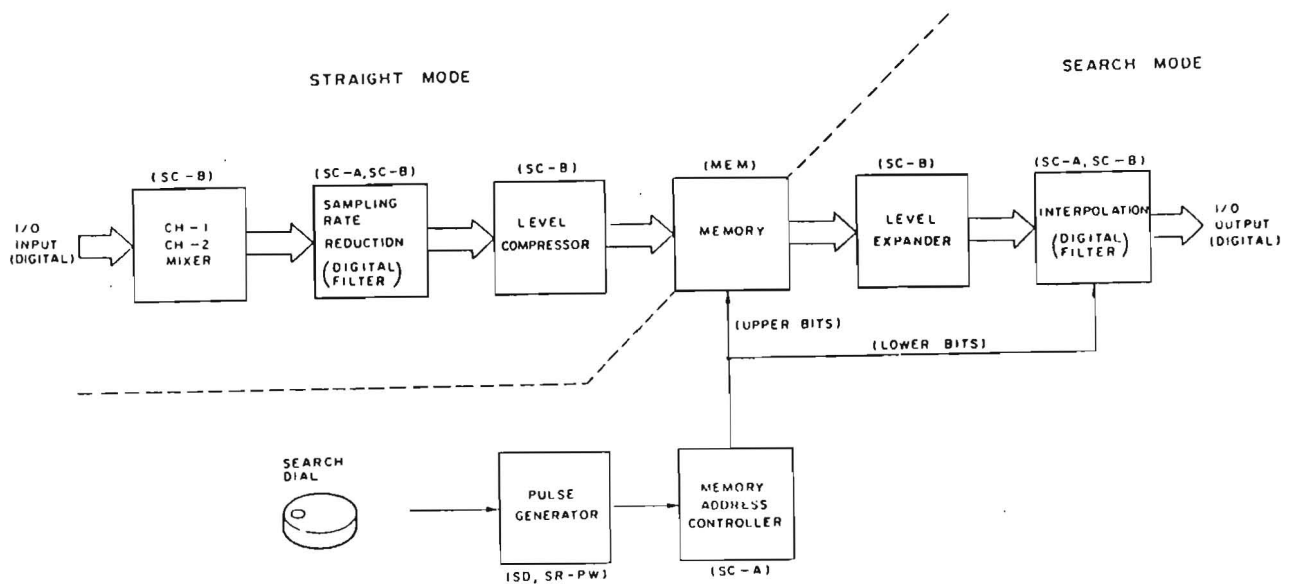 STRAIGHT MODE
SEARCH MODE
(SC-B)
(SC-A, SC-B)
(SC-B)
(MEM)
(SC-B)
(SC-A, SC-B)
I/O
INPUT
(DIGITAL)
CH-1
CH-2
MIXER
SAMPLING
RATE
REDUCTION
(DIGITAL
FILTER)
LEVEL
COMPRESSOR
MEMORY
LEVEL
EXPANDER
INTERPOLATION
(DIGITAL
FILTER)
I/O
OUTPUT
(DIGITAL)
(UPPER BITS)
(LOWER BITS)
SEARCH
DIAL
PULSE
GENERATOR
MEMORY
ADDRESS
CONTROLLER
(SD, SR-PW)
(SC-A)